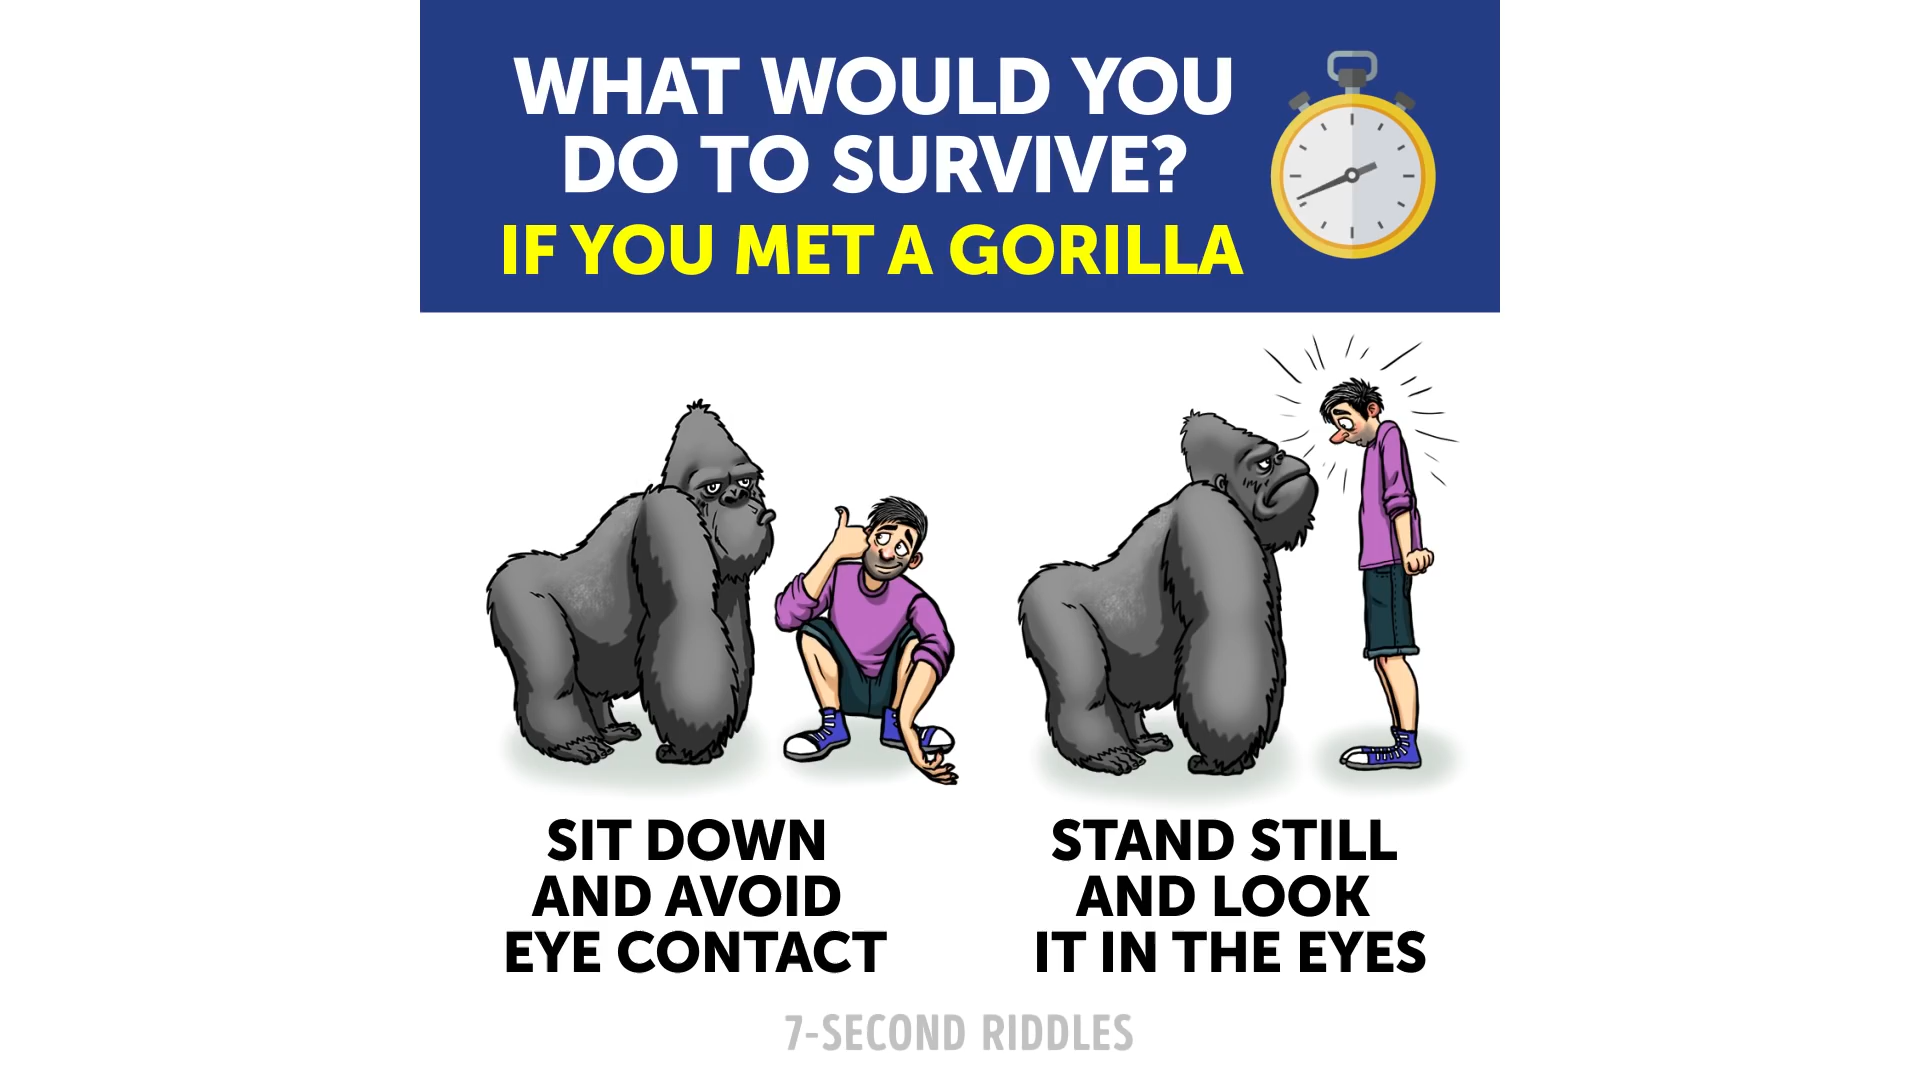 WHAT WOULD YOU
DO TO SURVIVE?
IF YOU MET A GORILLA
SIT DOWN
AND AVOID
EYE CONTACT
STAND STILL
AND LOOK
IT IN THE EYES
7-SECOND RIDDLES